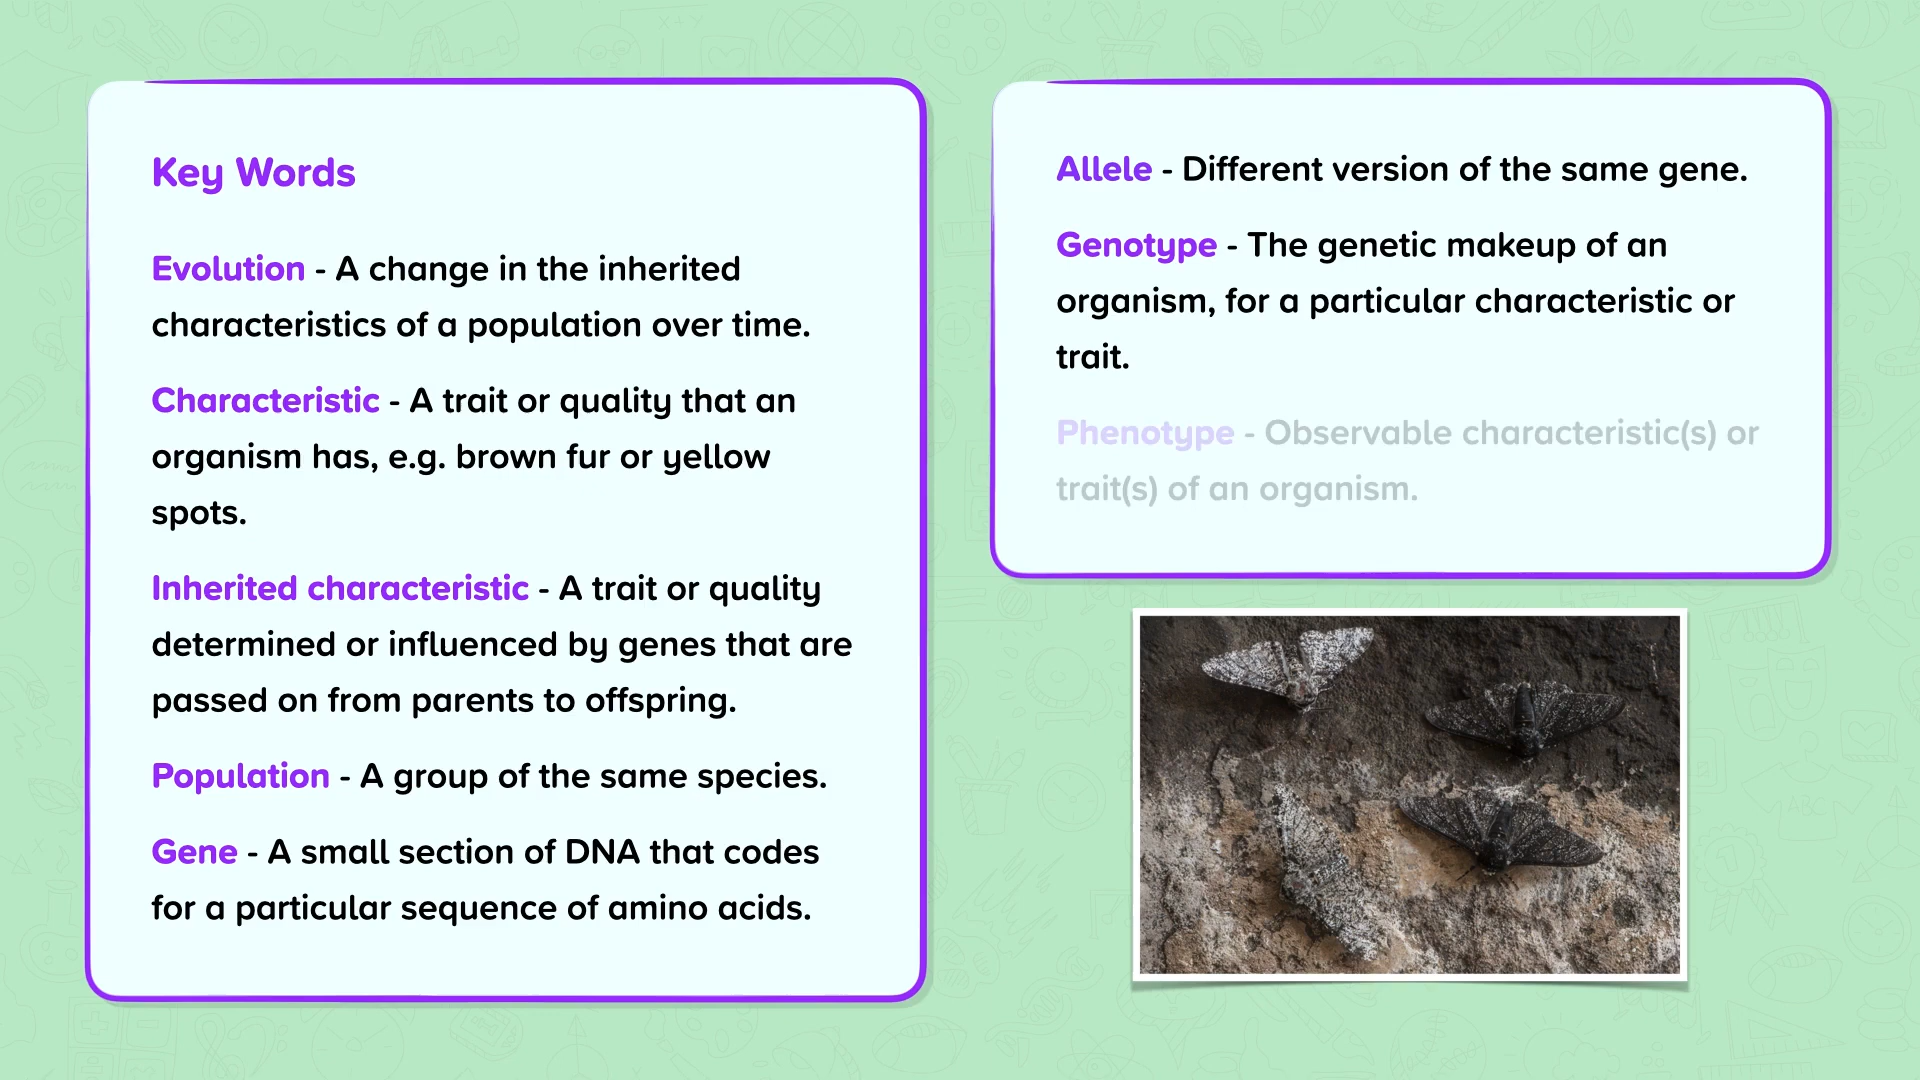 Key Words
Evolution - A change in the inherited
characteristics of a population over time.
Characteristic - A trait or quality that an
organism has, e.g. brown fur or yellow
spots.
Inherited characteristic - A trait or quality
determined or influenced by genes that are
passed on from parents to offspring.
Population - A group of the same species.
Gene - A small section of DNA that codes
for a particular sequence of amino acids.
Allele - Different version of the same gene.
Genotype - The genetic makeup of an
organism, for a particular characteristic or
trait.
Phenotype - Observable characteristic(s) or
trait(s) of an organism.